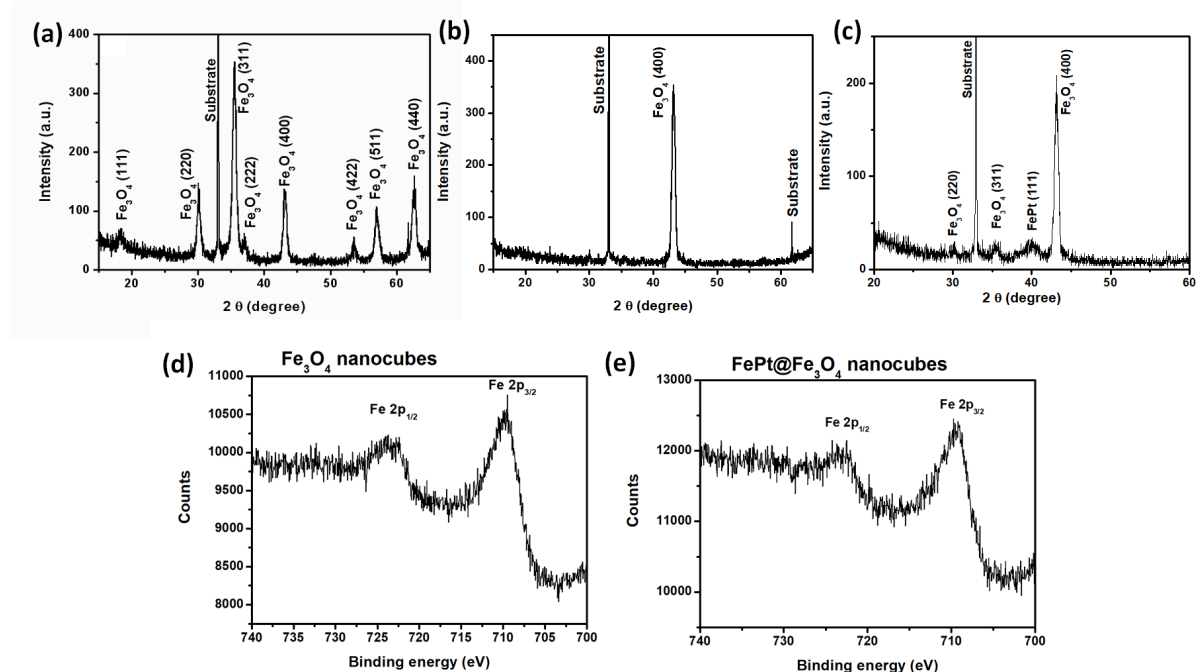 (a)
400
300
200
100
0
Intensity (a.u.)
Fe3O4 (111)
Fe3O4 (220)
Substrate
Fe3O4 (311)
Fe3O4 (222)
Fe3O4 (400)
Fe3O4 (422)
Fe3O4 (511)
Fe3O4 (440)
20 30 40 50 60
2 θ (degree)
(b)
400
300
200
100
0
Intensity (a.u.)
Substrate
Fe3O4 (400)
Substrate
20 30 40 50 60
2 θ (degree)
(c)
200
100
0
Intensity (a.u.)
Fe3O4 (220)
Substrate
Fe3O4 (311)
FePt (111)
Fe3O4 (400)
20 25 30 35 40 45 50 55 60
2 θ (degree)
(d)
Fe3O4 nanocubes
11000
10500
10000
9500
9000
8500
8000
Counts
Fe 2p1/2
Fe 2p3/2
740 735 730 725 720 715 710 705 700
Binding energy (eV)
(e)
FePt@Fe3O4 nanocubes
13000
12000
11000
10000
Counts
Fe 2p1/2
Fe 2p3/2
740 730 720 710 700
Binding energy (eV)